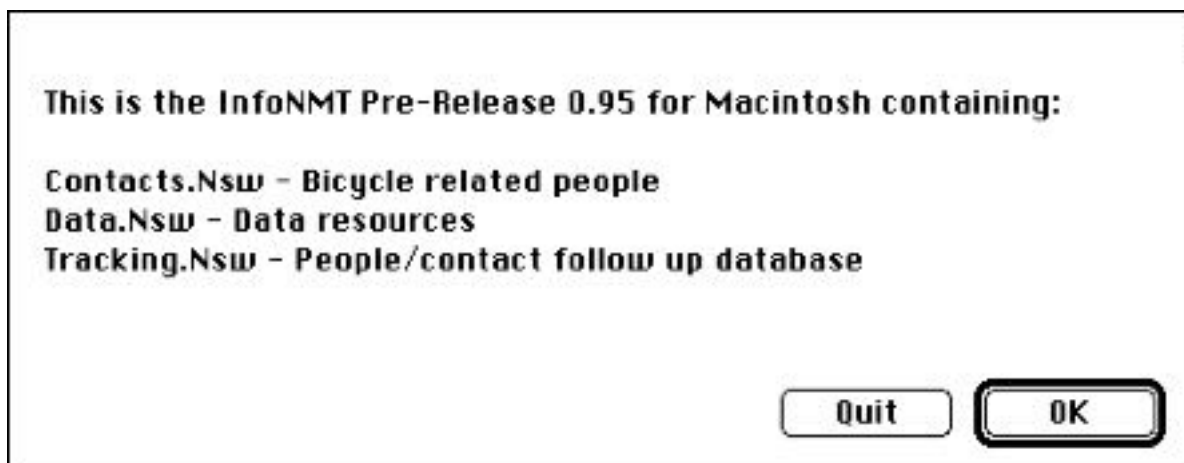 This is the InfoNMT Pre-Release 0.95 for Macintosh containing:
Contacts.Nsw - Bicycle related people
Data.Nsw - Data resources
Tracking.Nsw - People/contact follow up database
Quit OK